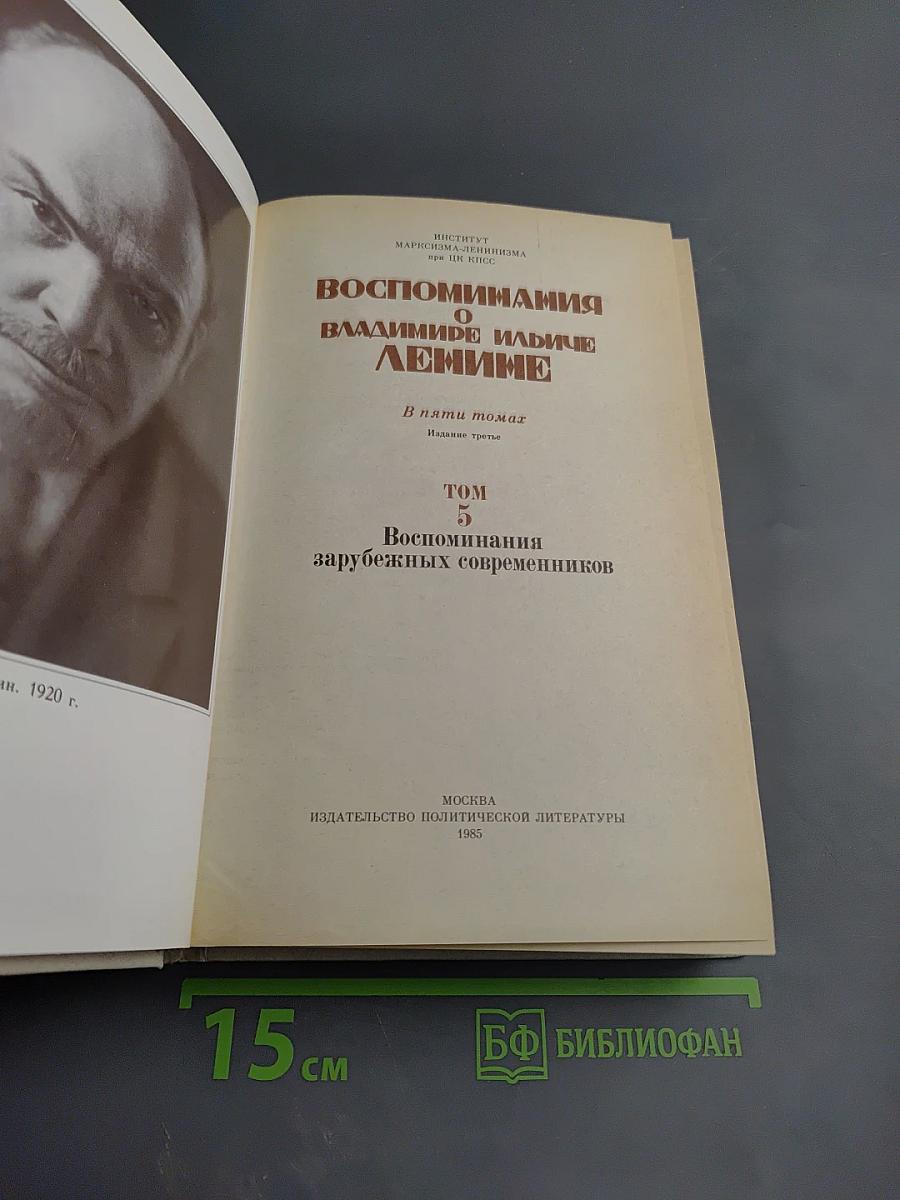 ин. 1920 г.
ИНСТИТУТ
МАРКСИЗМА-ЛЕНИНИЗМА
при ЦК КПСС
ВОСПОМИНАНИЯ
О
ВЛАДИМИРЕ ИЛЬИЧЕ
ЛЕНИНЕ
В пяти томах
Издание третье
ТОМ
5
Воспоминания
зарубежных современников
МОСКВА
ИЗДАТЕЛЬСТВО ПОЛИТИЧЕСКОЙ ЛИТЕРАТУРЫ
1985
15 см
БФ БИБЛИОФАН